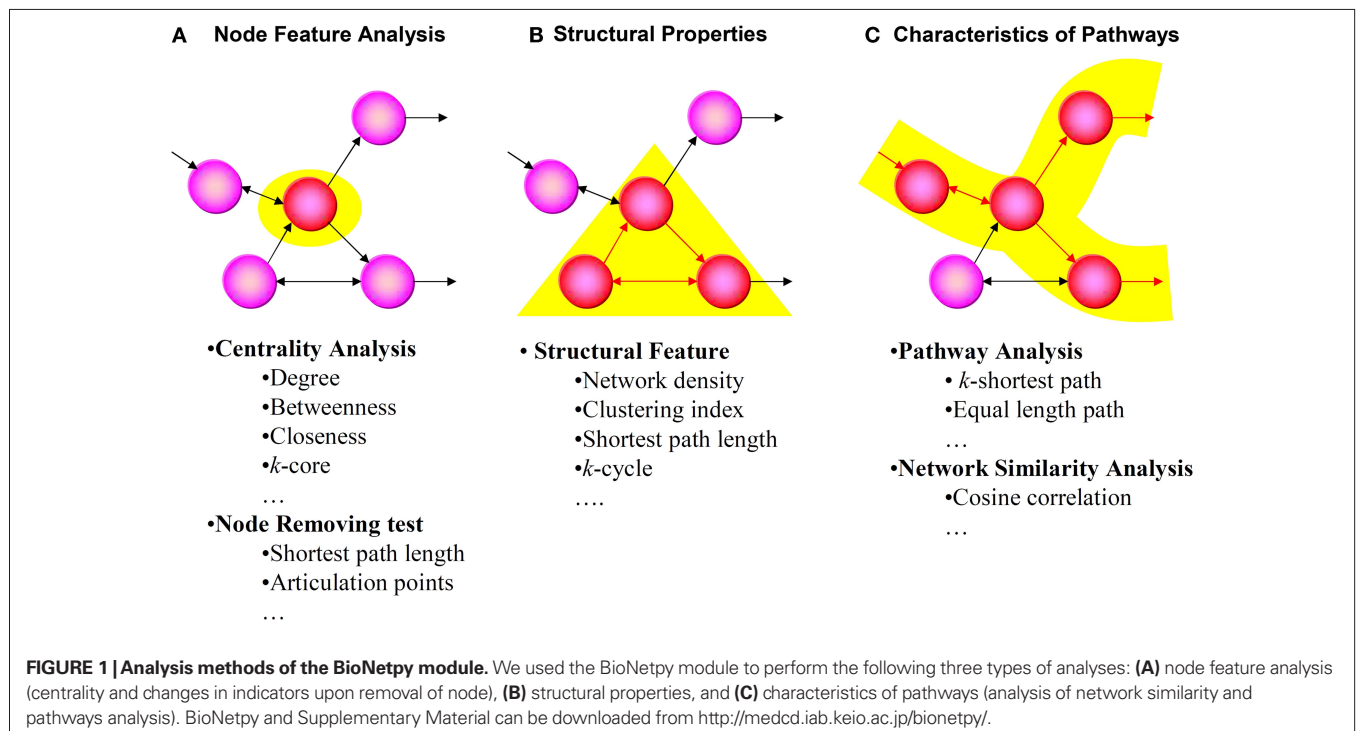 A Node Feature Analysis
B Structural Properties
C Characteristics of Pathways
•Centrality Analysis
•Degree
•Betweenness
•Closeness
•k-core
…
•Node Removing test
•Shortest path length
•Articulation points
…
• Structural Feature
•Network density
•Clustering index
•Shortest path length
•k-cycle
….
•Pathway Analysis
• k-shortest path
•Equal length path
…
•Network Similarity Analysis
•Cosine correlation
…
FIGURE 1 | Analysis methods of the BioNetpy module. We used the BioNetpy module to perform the following three types of analyses: (A) node feature analysis
(centrality and changes in indicators upon removal of node), (B) structural properties, and (C) characteristics of pathways (analysis of network similarity and
pathways analysis). BioNetpy and Supplementary Material can be downloaded from http://medcd.iab.keio.ac.jp/bionetpy/.